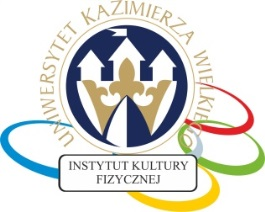 UNIWERSYTET KAZIMIERZA WIELKIEGO
INSTYTUT KULTURY
FIZYCZNEJ